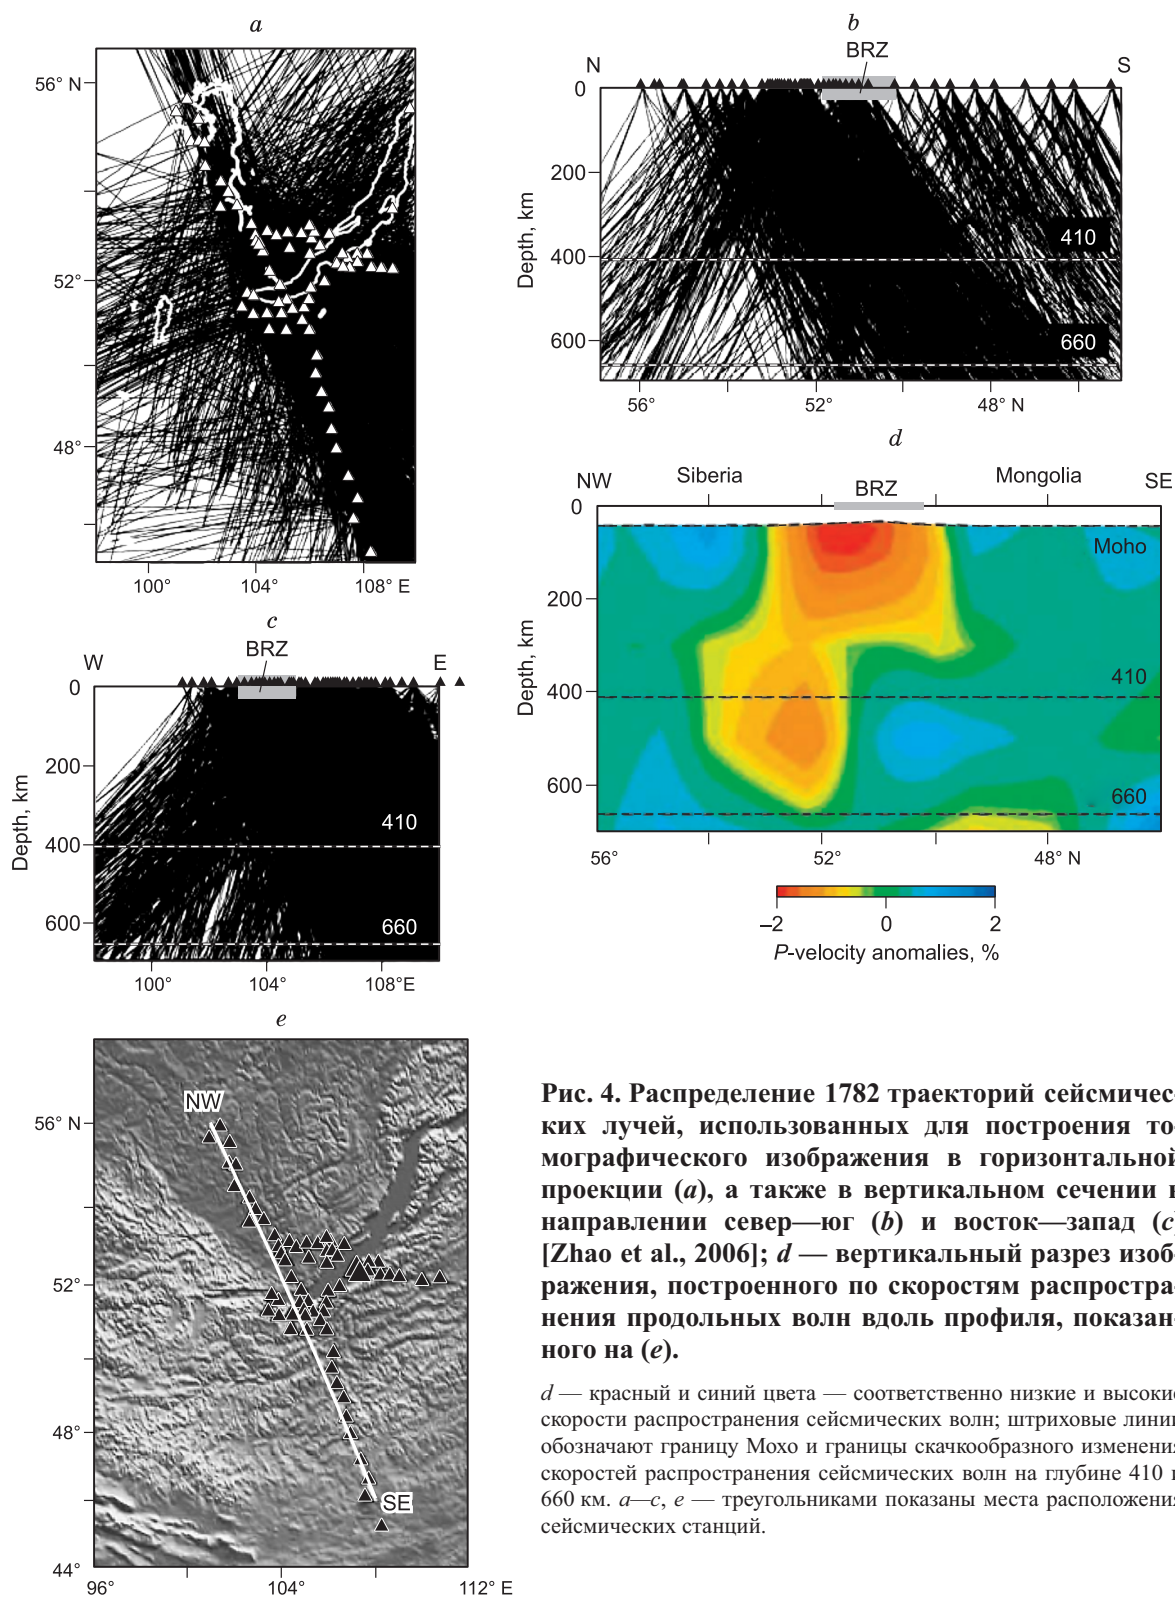 a
56° N
52°
48°
100°
104°
108° E
b
BRZ
N
S
0
200
400
600
Depth, km
410
660
56°
52°
48° N
c
BRZ
W
E
0
200
400
600
Depth, km
410
660
100°
104°
108°E
d
NW
Siberia
BRZ
Mongolia
SE
0
200
400
600
Depth, km
Moho
410
660
56°
52°
48° N
–2
0
2
P-velocity anomalies, %
e
NW
SE
56° N
52°
48°
44°
96°
104°
112° E
Рис. 4. Распределение 1782 траекторий сейсмичес-
ких лучей, использованных для построения то-
мографического изображения в горизонтальной
проекции (a), а также в вертикальном сечении в
направлении север—юг (b) и восток—запад (c)
[Zhao et al., 2006]; d — вертикальный разрез изоб-
ражения, построенного по скоростям распростра-
нения продольных волн вдоль профиля, показан-
ного на (e).
d — красный и синий цвета — соответственно низкие и высокие
скорости распространения сейсмических волн; штриховые линии
обозначают границу Мохо и границы скачкообразного изменения
скоростей распространения сейсмических волн на глубине 410 и
660 км. a—c, e — треугольниками показаны места расположения
сейсмических станций.